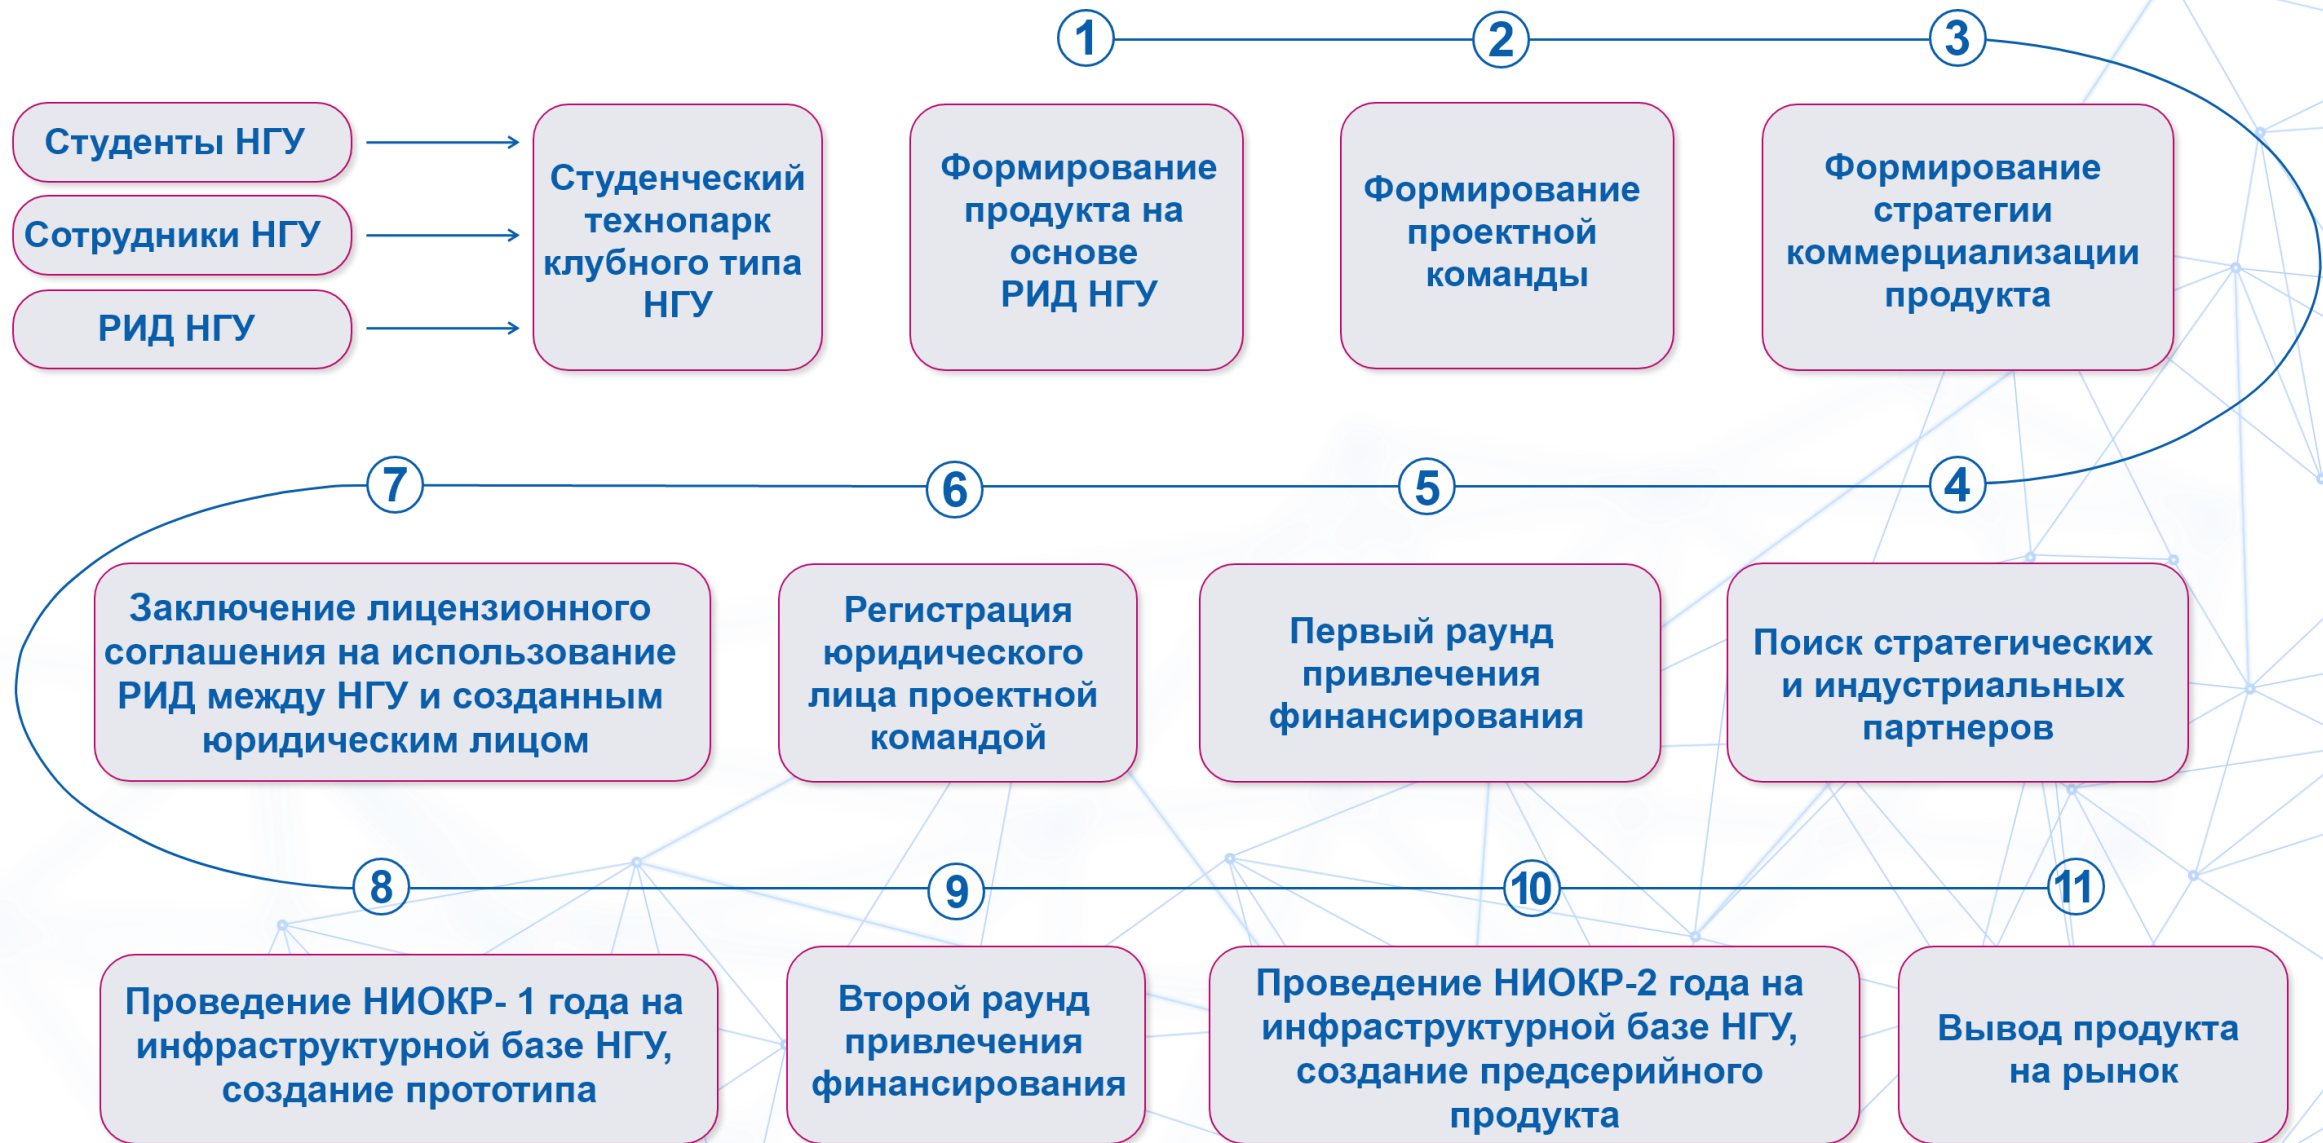 Студенты НГУ
Сотрудники НГУ
РИД НГУ
Студенческий
технопарк
клубного типа
НГУ
1
Формирование
продукта на
основе
РИД НГУ
2
Формирование
проектной
команды
3
Формирование
стратегии
коммерциализации
продукта
4
Поиск стратегических
и индустриальных
партнеров
5
Первый раунд
привлечения
финансирования
6
Регистрация
юридического
лица проектной
командой
7
Заключение лицензионного
соглашения на использование
РИД между НГУ и созданным
юридическим лицом
8
Проведение НИОКР- 1 года на
инфраструктурной базе НГУ,
создание прототипа
9
Второй раунд
привлечения
финансирования
10
Проведение НИОКР-2 года на
инфраструктурной базе НГУ,
создание предсерийного
продукта
11
Вывод продукта
на рынок